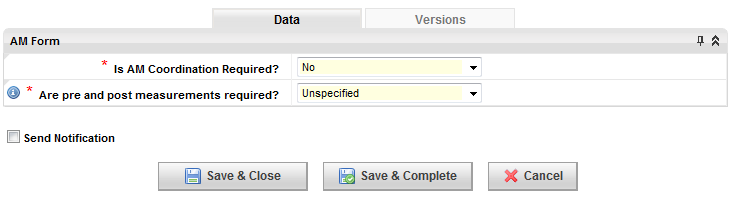 Data Versions
AM Form
* Is AM Coordination Required? No
* Are pre and post measurements required? Unspecified
Send Notification
Save & Close Save & Complete Cancel